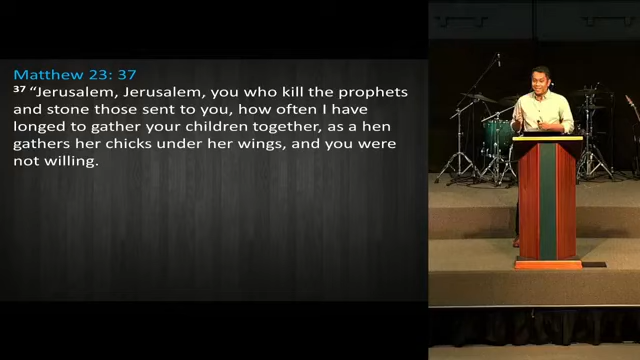 Matthew 23: 37
37 “Jerusalem, Jerusalem, you who kill the prophets
and stone those sent to you, how often I have
longed to gather your children together, as a hen
gathers her chicks under her wings, and you were
not willing.